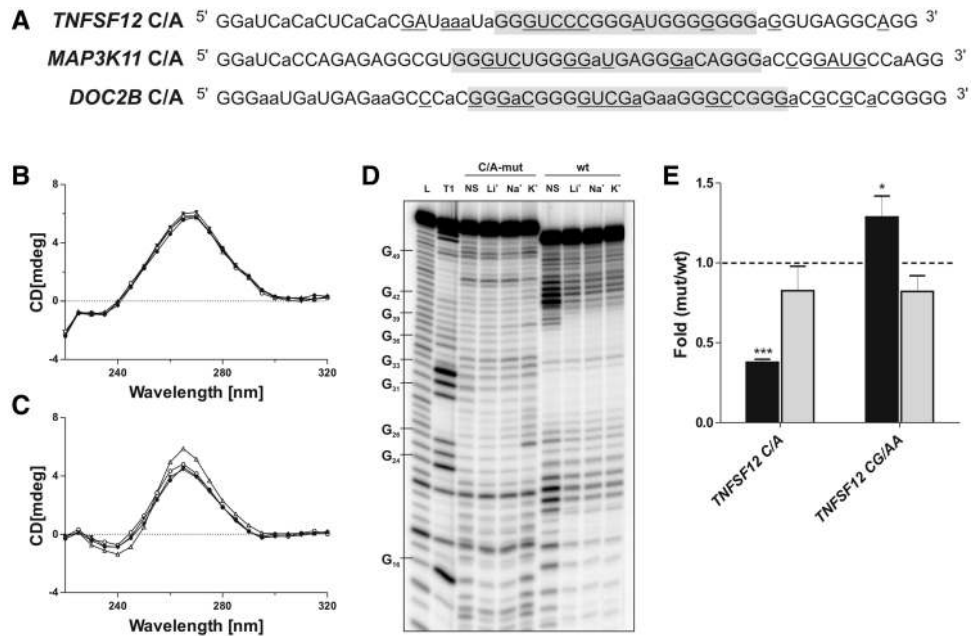 A
TNFSF12 C/A 5' GGaUCaCaCUCaCaCGAUaaaUaGGGGUCCCGGGAUGGGGGGGaGGUGAGGCAGG 3'
MAP3K11 C/A 5' GGaUCACCAGAGAGGCGUGGGGUCUGGGGaUGAGGGaCAGGGaCCGGAUGCCaAGG 3'
DOC2B C/A 5' GGGaaUGaUGAGaaGCCCaCGGGaCGGGGGUCGaGaaGGGCCGGGaCGCGCaCGGGG 3'
B
CD[mdeg]
8
4
0
-4
240 280 320
Wavelength [nm]
C
CD[mdeg]
8
4
0
-4
240 280 320
Wavelength [nm]
D
C/A-mut wt
L T1 NS Li+ Na+ K+ NS Li+ Na+ K+
G49
G42
G39
G36
G33
G31
G26
G24
G16
E
Fold (mut/wt)
1.5
1.0
0.5
0.0
***
*
TNFSF12 C/A
TNFSF12 CG/AA